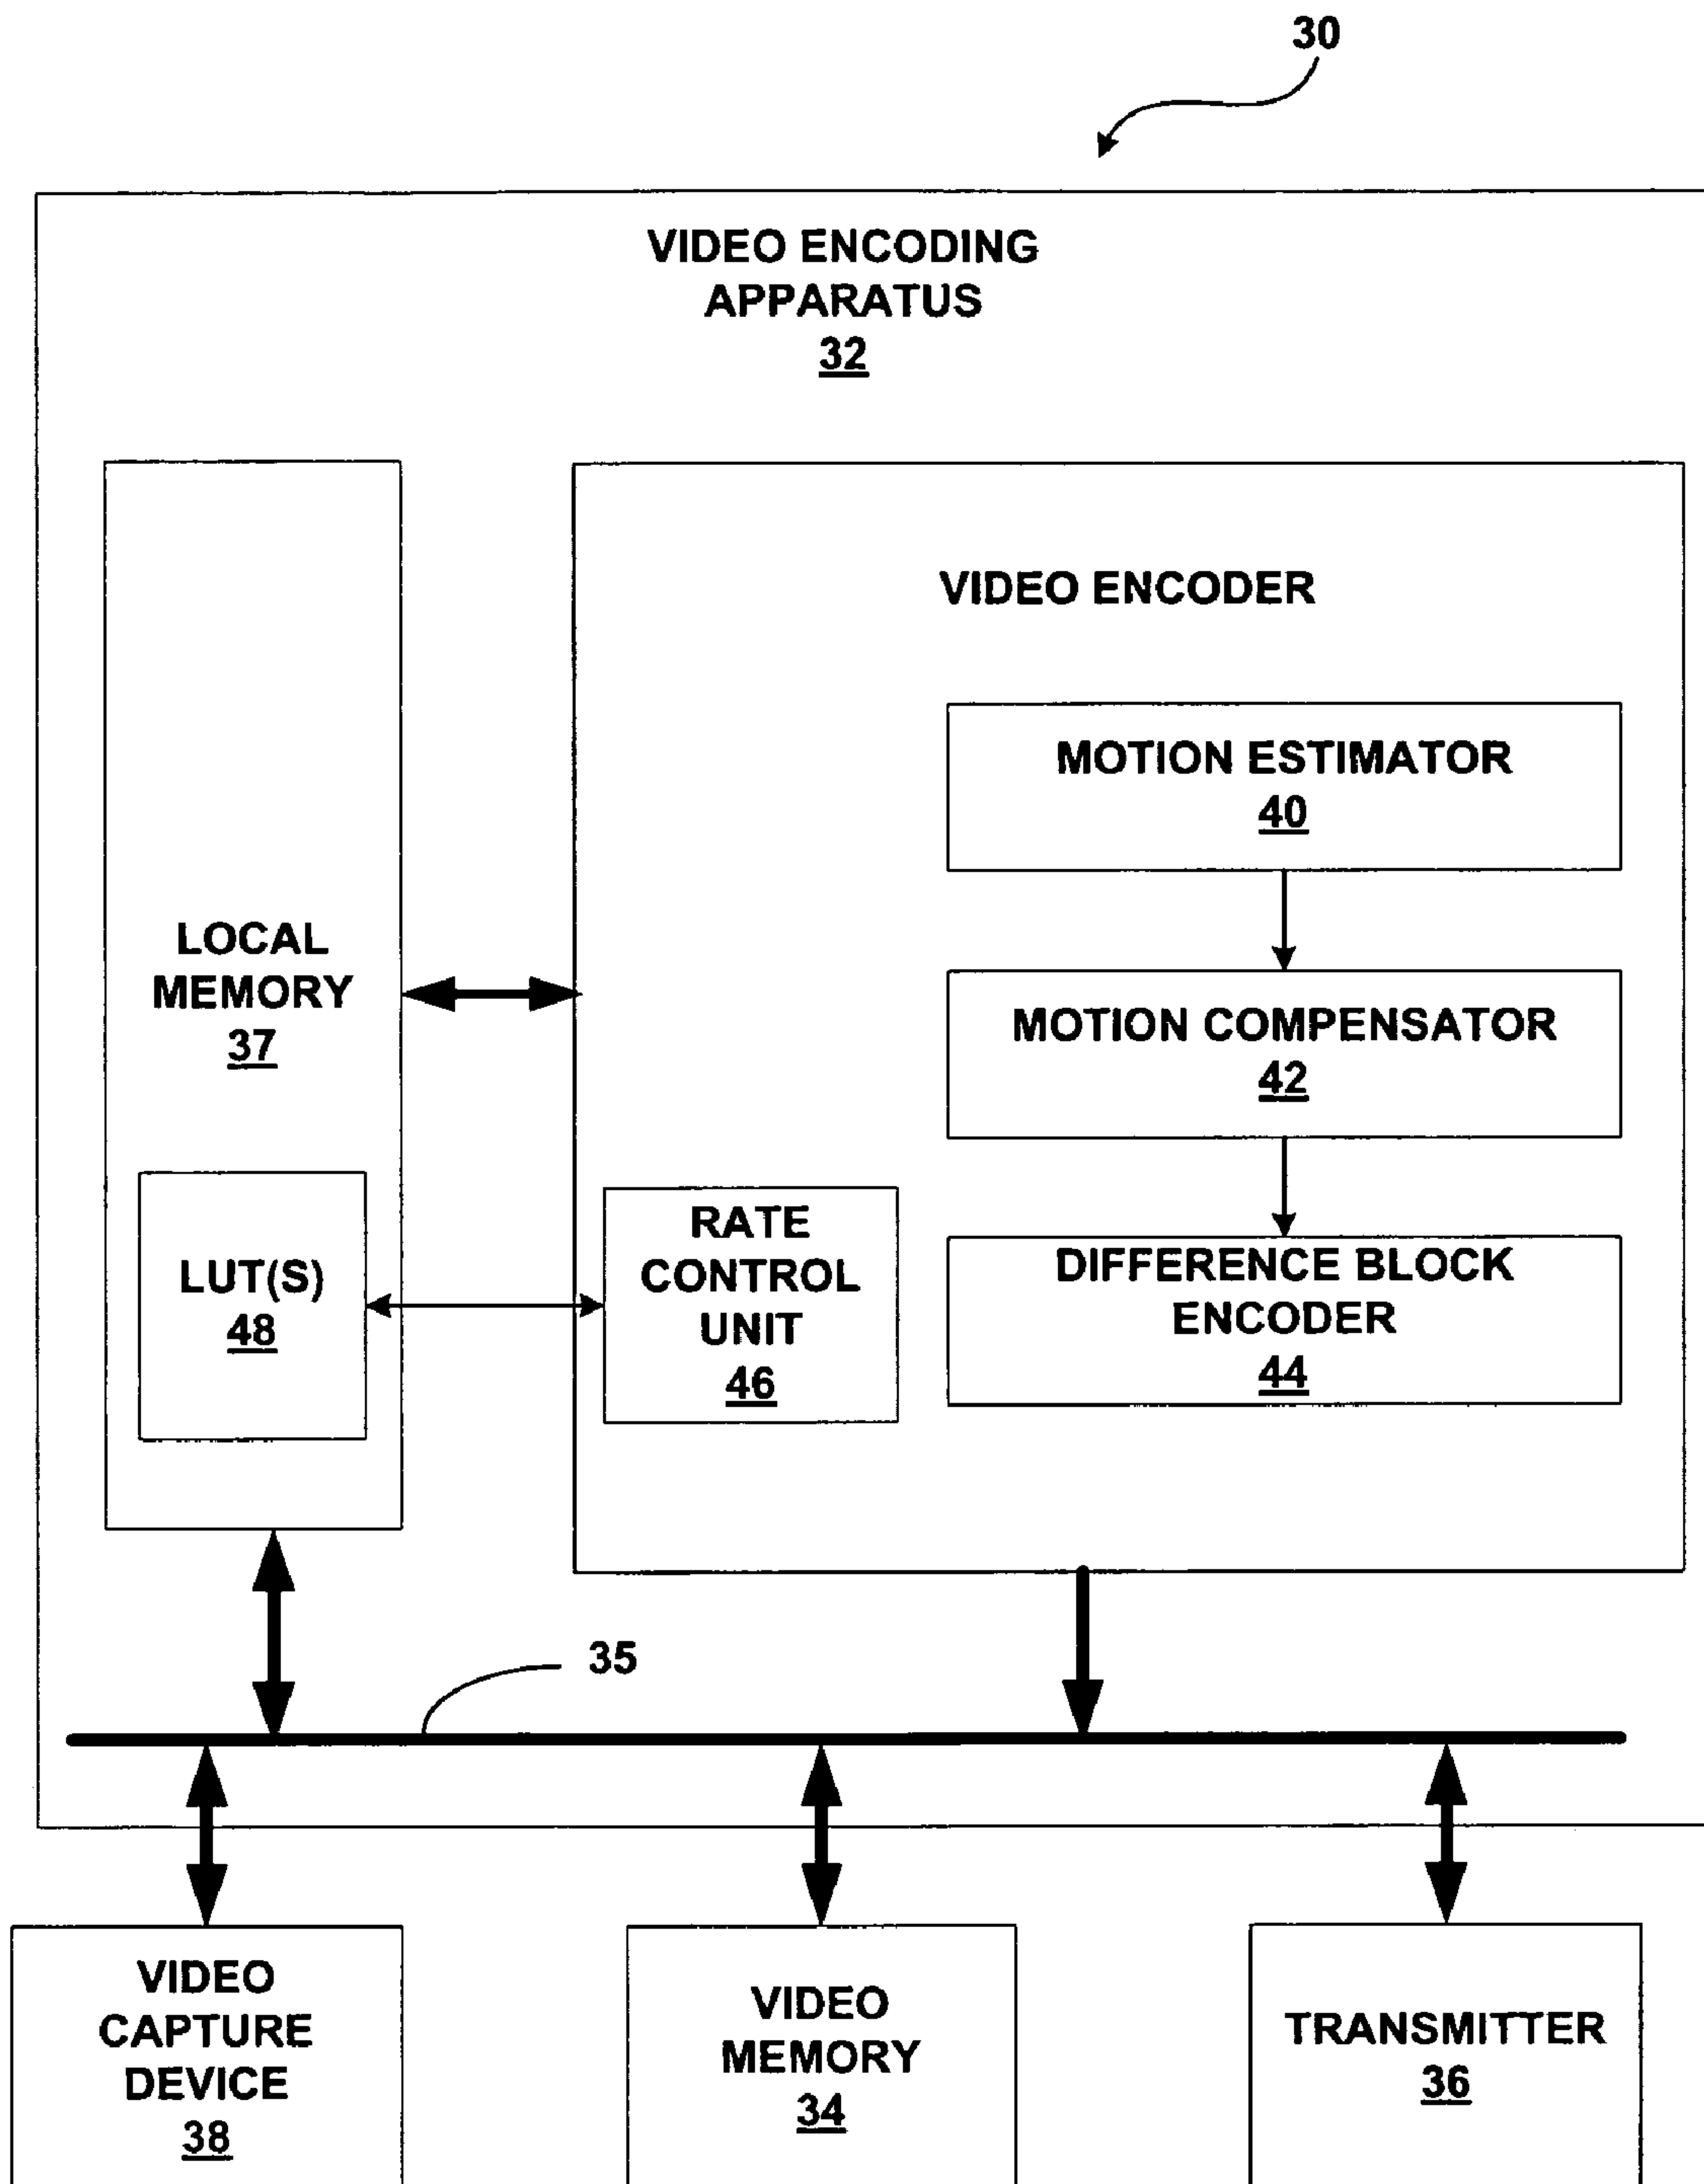 30
VIDEO ENCODING
APPARATUS
32
VIDEO ENCODER
MOTION ESTIMATOR
40
LOCAL
MEMORY
37
MOTION COMPENSATOR
42
LUT(S)
48
RATE
CONTROL
UNIT
46
DIFFERENCE BLOCK
ENCODER
44
35
VIDEO
CAPTURE
DEVICE
38
VIDEO
MEMORY
34
TRANSMITTER
36